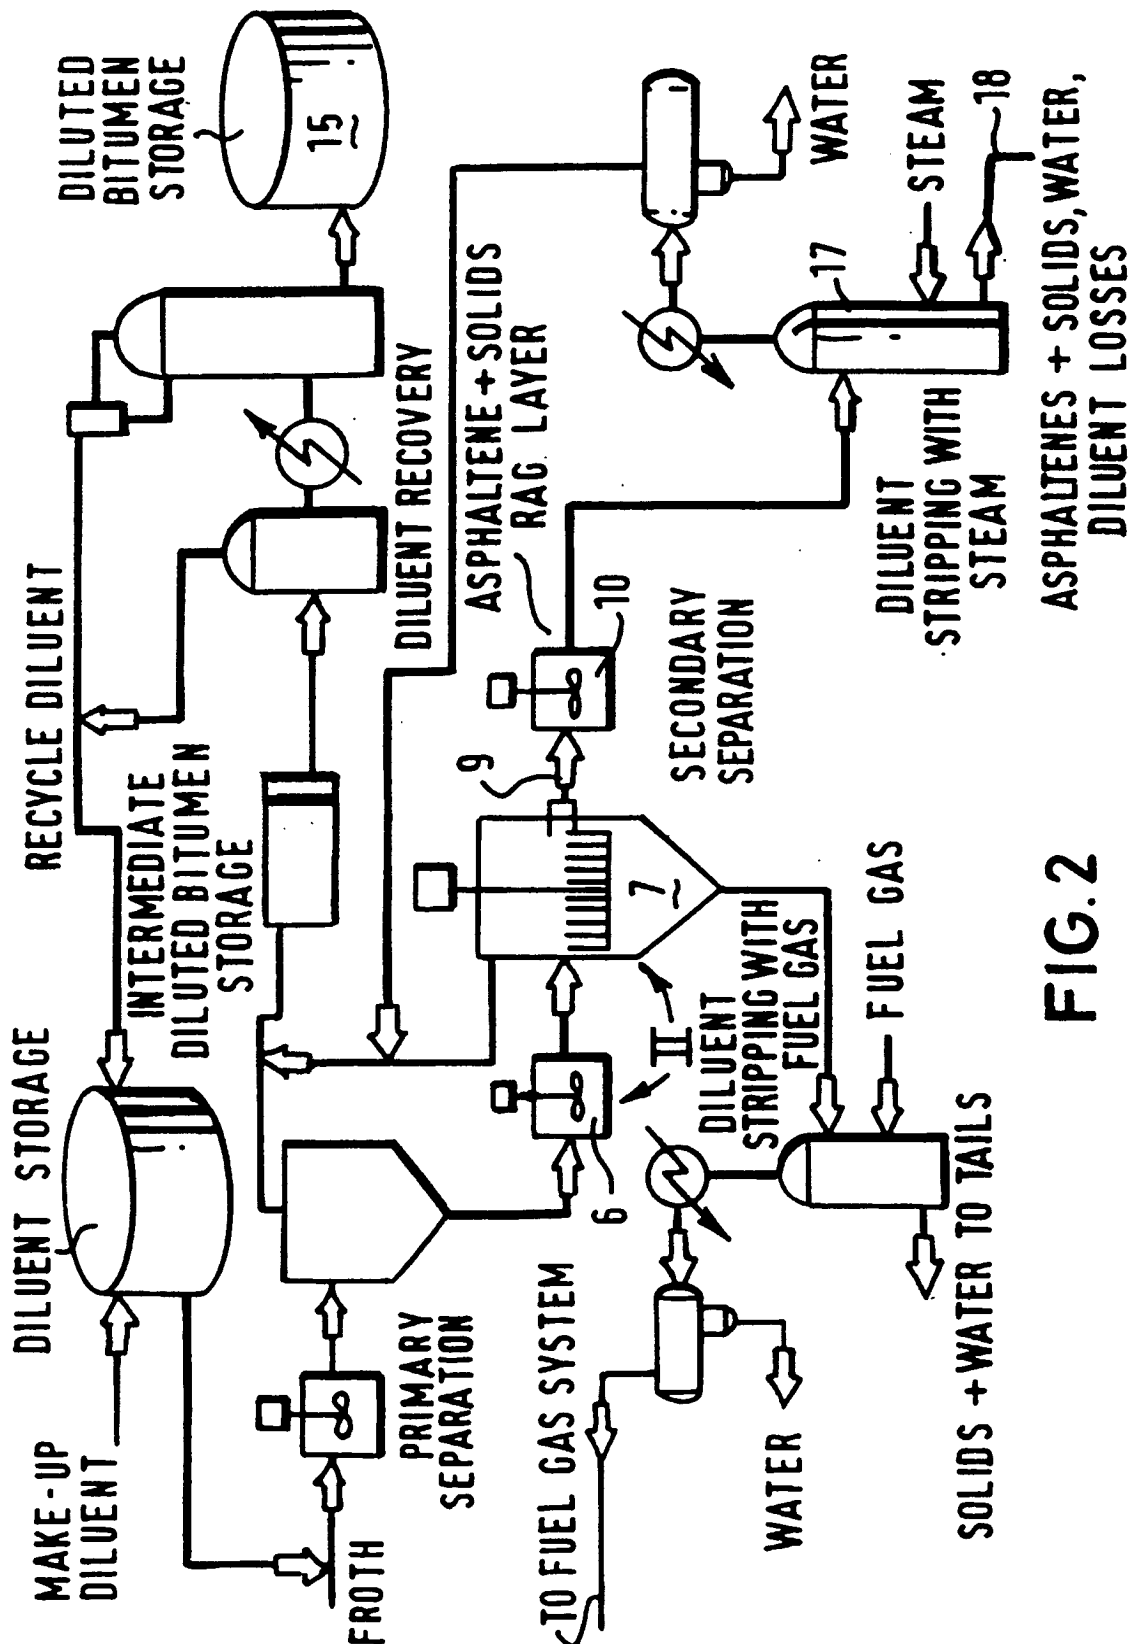 MAKE-UP
DILUENT
DILUENT STORAGE
RECYCLE DILUENT
DILUTED
BITUMEN
STORAGE
15
INTERMEDIATE
DILUTED BITUMEN
STORAGE
FROTH
PRIMARY
SEPARATION
DILUENT RECOVERY
ASPHALTENE+SOLIDS
RAG LAYER
9
10
6
7
II
SECONDARY
SEPARATION
WATER
17
STEAM
18
DILUENT
STRIPPING WITH
STEAM
ASPHALTENES + SOLIDS, WATER,
DILUENT LOSSES
TO FUEL GAS SYSTEM
DILUENT
STRIPPING WITH
FUEL GAS
WATER
FUEL GAS
SOLIDS + WATER TO TAILS
FIG. 2